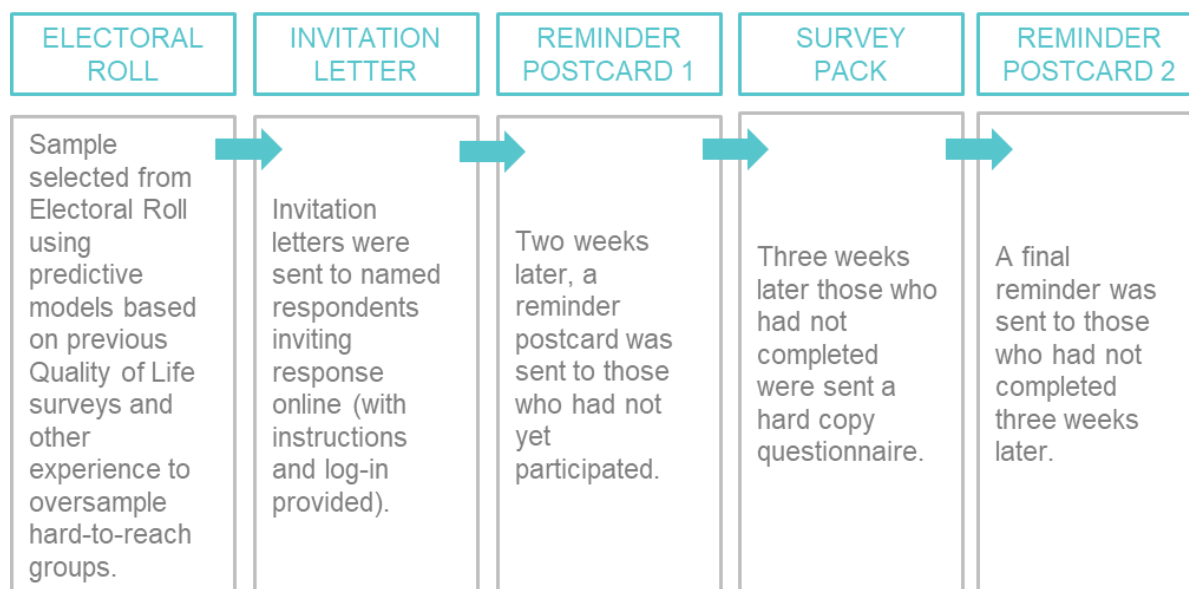 ELECTORAL
ROLL
INVITATION
LETTER
REMINDER
POSTCARD 1
SURVEY
PACK
REMINDER
POSTCARD 2
Sample
selected from
Electoral Roll
using
predictive
models based
on previous
Quality of Life
surveys and
other
experience to
oversample
hard-to-reach
groups.
Invitation
letters were
sent to named
respondents
inviting
response
online (with
instructions
and log-in
provided).
Two weeks
later, a
reminder
postcard was
sent to those
who had not
yet
participated.
Three weeks
later those who
had not
completed
were sent a
hard copy
questionnaire.
A final
reminder was
sent to those
who had not
completed
three weeks
later.